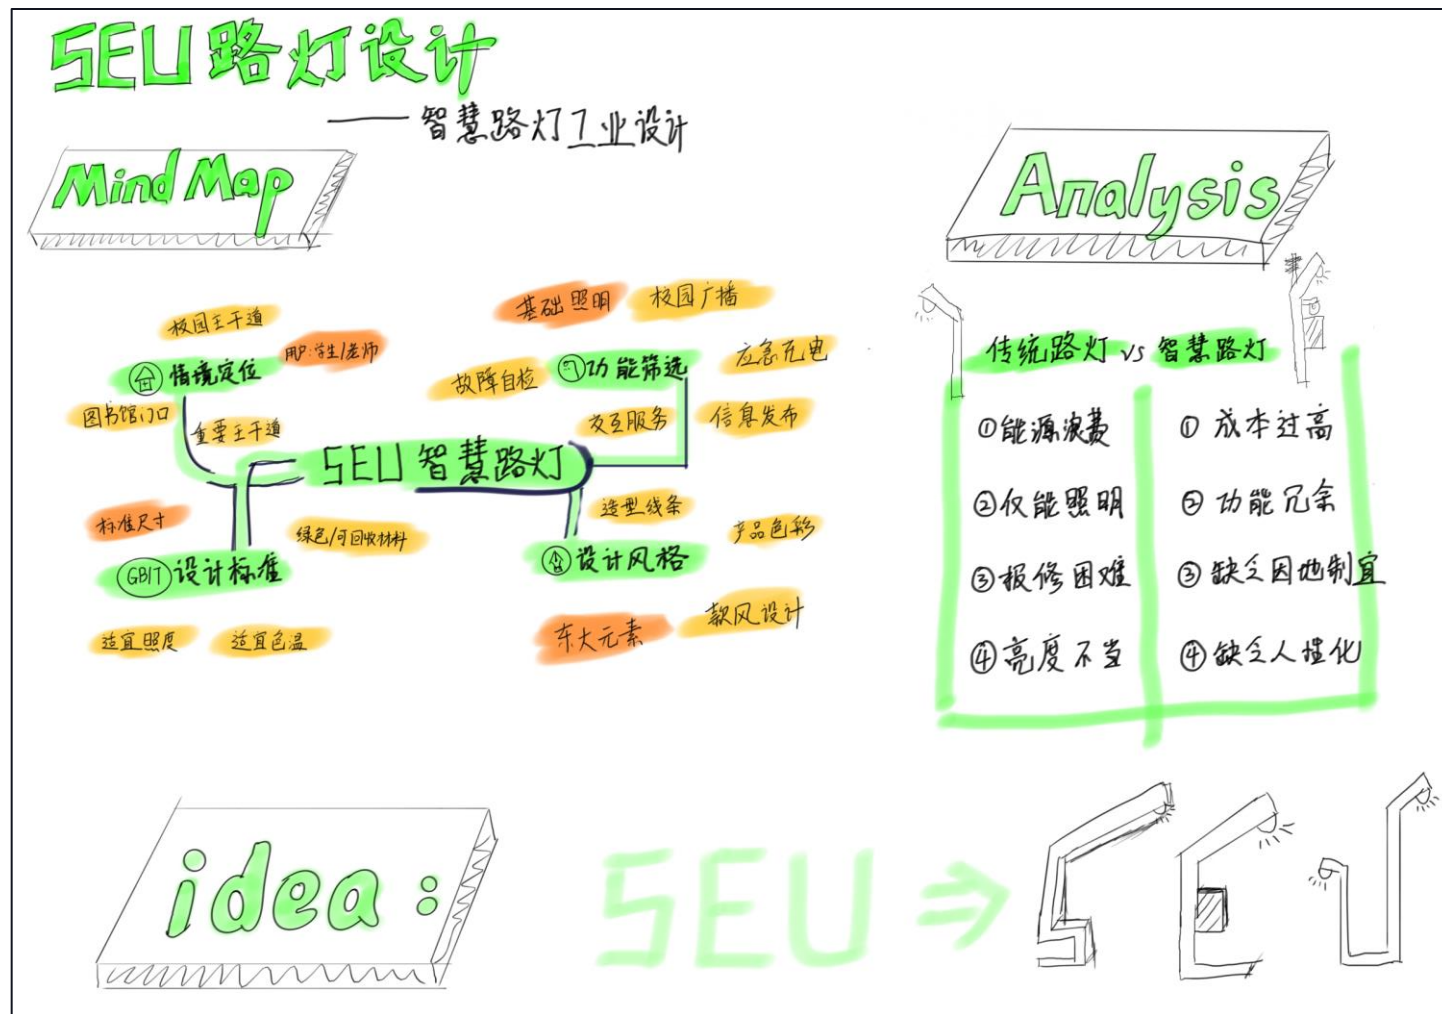 SEU路灯设计
——智慧路灯工业设计
Mind Map
校园主干道
用户:学生/老师
情境定位
图书馆门口
重要主干道
基础照明
校园广播
应急充电
故障自检
功能筛选
交互服务
信息发布
SEU智慧路灯
标准尺寸
绿色/可回收材料
GB/T 设计标准
适宜照度
适宜色温
造型线条
产品色彩
设计风格
东大元素
款风设计
Analysis
传统路灯 vs 智慧路灯
①能源浪费
① 成本过高
②仅能照明
② 功能冗余
③报修困难
③缺乏因地制宜
④亮度不当
④缺乏人性化
idea:
SEU ⇒